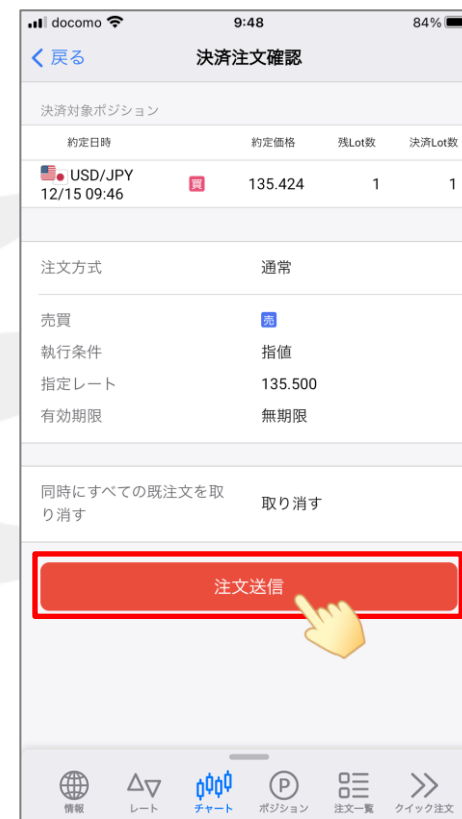 docomo 9:48 84%
戻る 決済注文確認
決済対象ポジション
約定日時 約定価格 残Lot数 決済Lot数
USD/JPY
12/15 09:46 買 135.424 1 1
注文方式 通常
売買 売
執行条件 指値
指定レート 135.500
有効期限 無期限
同時にすべての既注文を取
り消す 取り消す
注文送信
情報 レート チャート ポジション 注文一覧 クイック注文